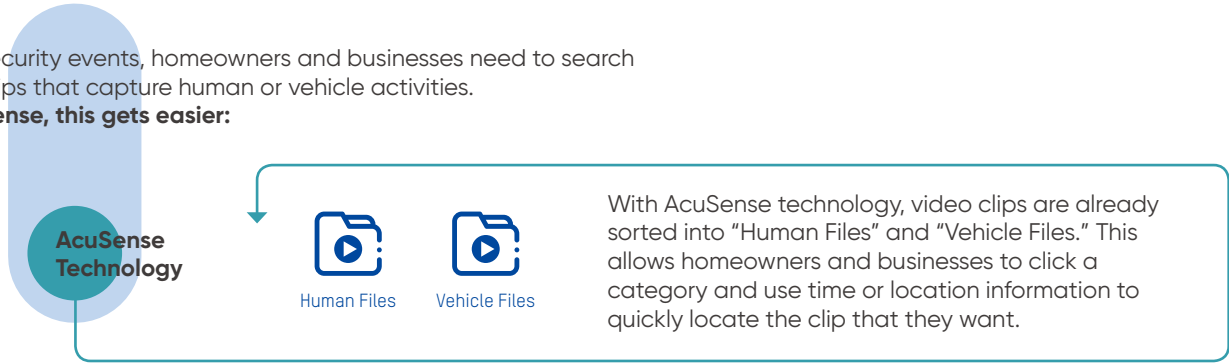 curity events, homeowners and businesses need to search
ps that capture human or vehicle activities.
ense, this gets easier:
AcuSense
Technology
Human Files
Vehicle Files
With AcuSense technology, video clips are already
sorted into “Human Files” and “Vehicle Files.” This
allows homeowners and businesses to click a
category and use time or location information to
quickly locate the clip that they want.